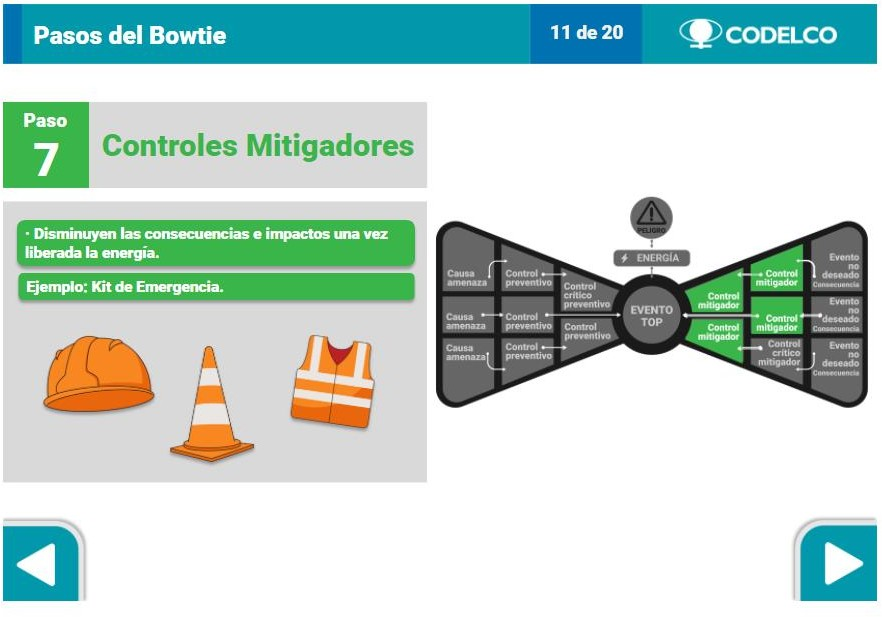 Pasos del Bowtie
11 de 20
CODELCO
Paso
7
Controles Mitigadores
· Disminuyen las consecuencias e impactos una vez
liberada la energía.
Ejemplo: Kit de Emergencia.
PELIGRO
ENERGÍA
EVENTO
TOP
Causa
amenaza
Control
preventivo
Control
crítico
preventivo
Causa
amenaza
Control
preventivo
Control
preventivo
Causa
amenaza
Control
preventivo
Control
mitigador
Control
mitigador
Evento
no
deseado
Consecuencia
Control
mitigador
Control
mitigador
Evento
no
deseado
Consecuencia
Control
crítico
mitigador
Evento
no
deseado
Consecuencia